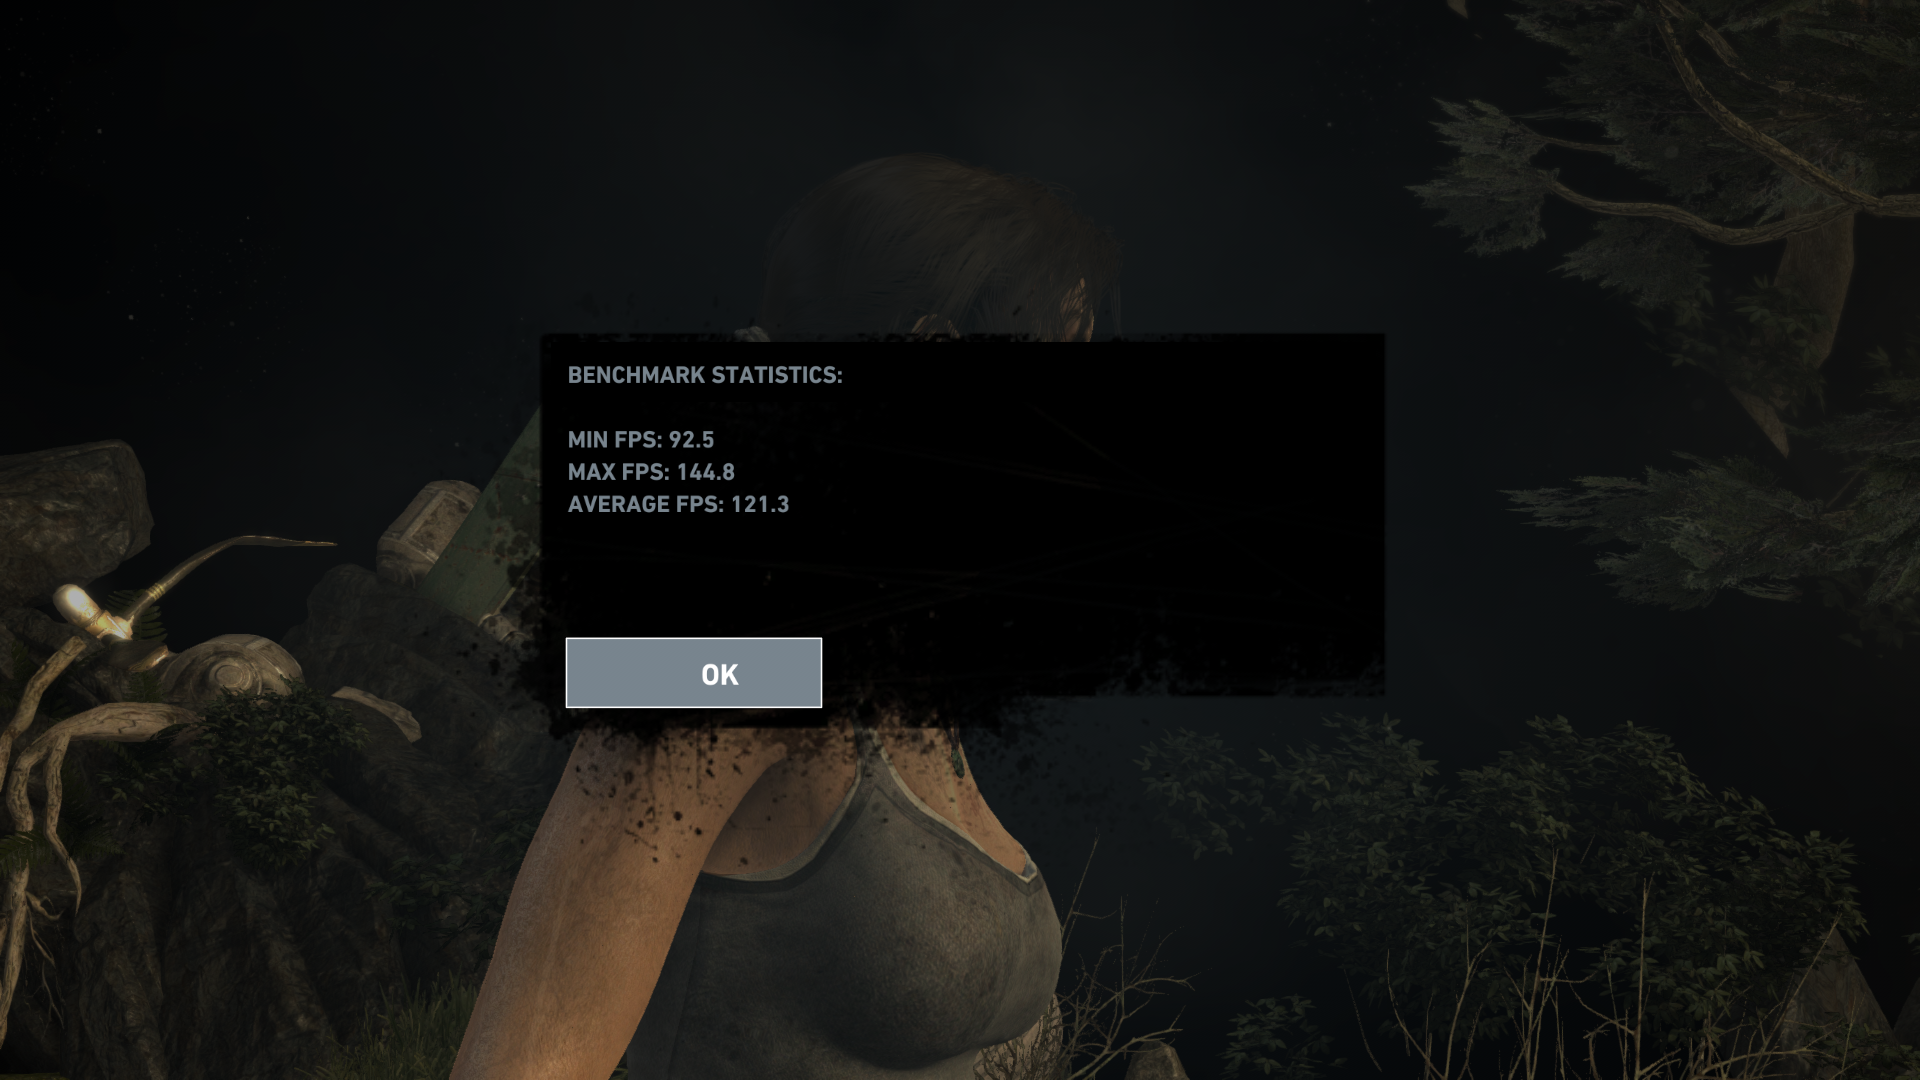 BENCHMARK STATISTICS:
MIN FPS: 92.5
MAX FPS: 144.8
AVERAGE FPS: 121.3
OK